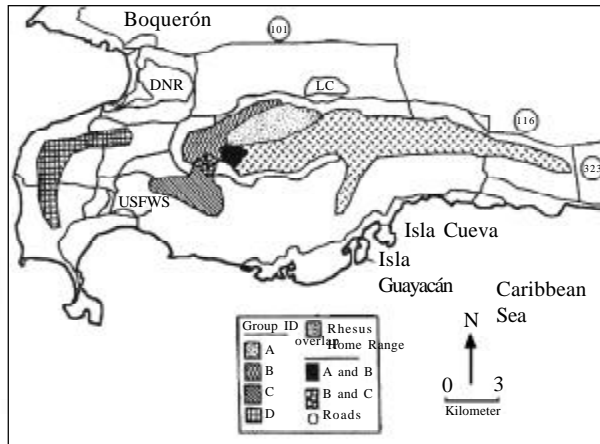 Boquerón
101
DNR
LC
116
323
USFWS
Isla Cueva
Isla
Guayacán
Caribbean
Sea
N
0 3
Kilometer
Group ID
A
B
C
D
Rhesus
overlap Home Range
A and B
B and C
Roads